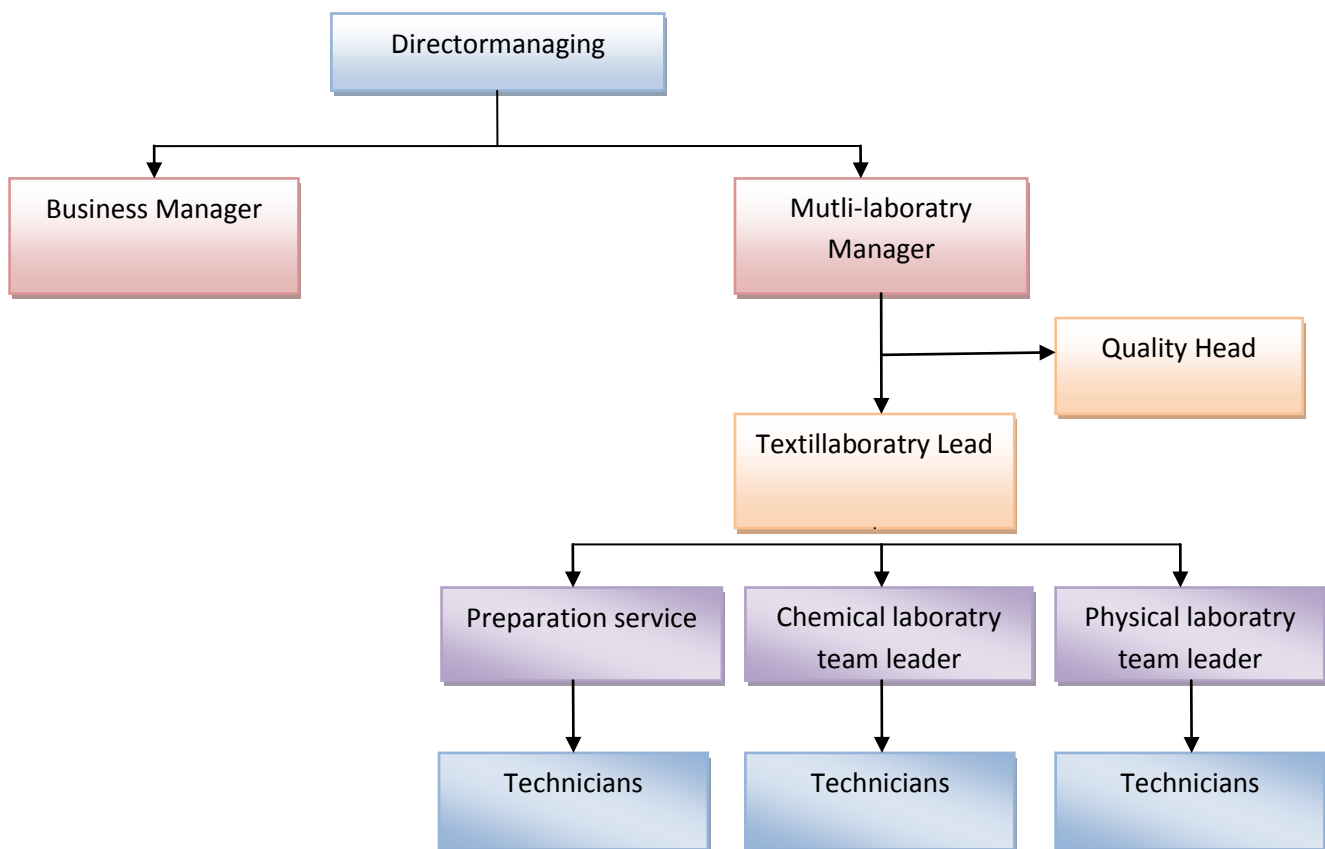 Directormanaging
Business Manager
Mutli-laboratry
Manager
Quality Head
Textillaboratry Lead
.
Preparation service
Chemical laboratry
team leader
Physical laboratry
team leader
Technicians
Technicians
Technicians